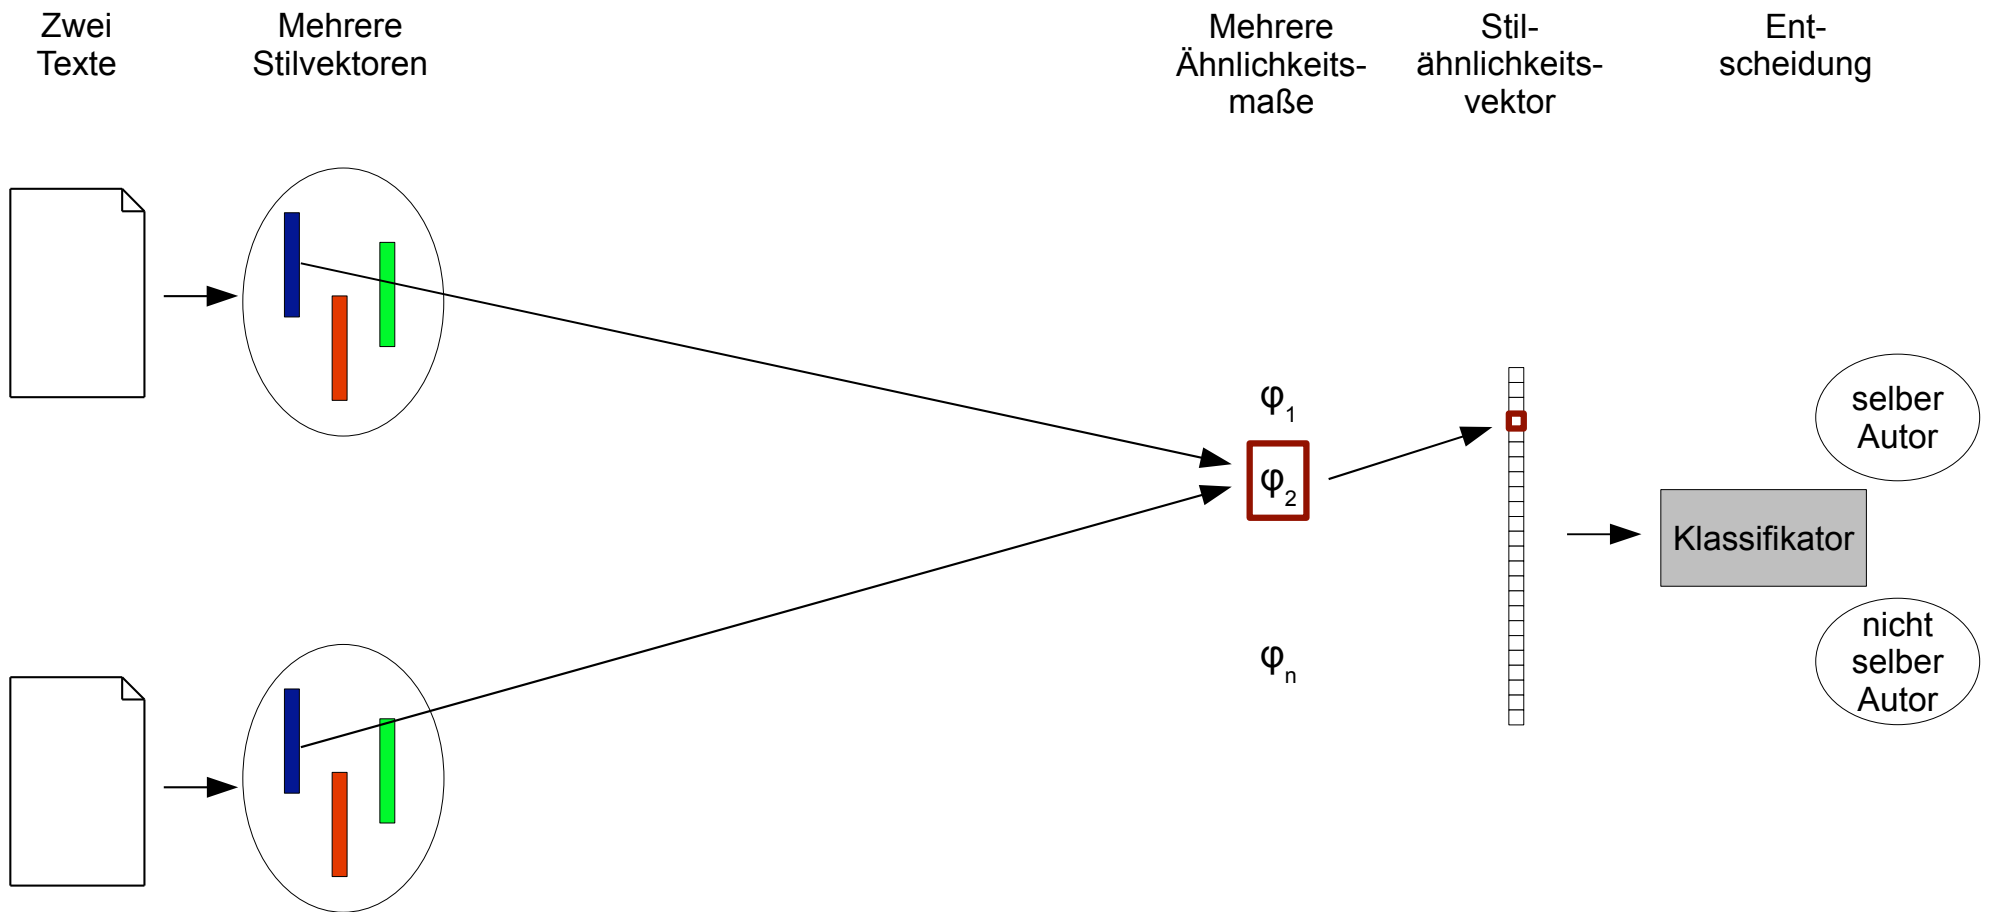 Zwei
Texte
Mehrere
Stilvektoren
Mehrere
Ähnlichkeits-
maße
Stil-
ähnlichkeits-
vektor
Ent-
scheidung
φ1
φ2
φn
Klassifikator
selber
Autor
nicht
selber
Autor